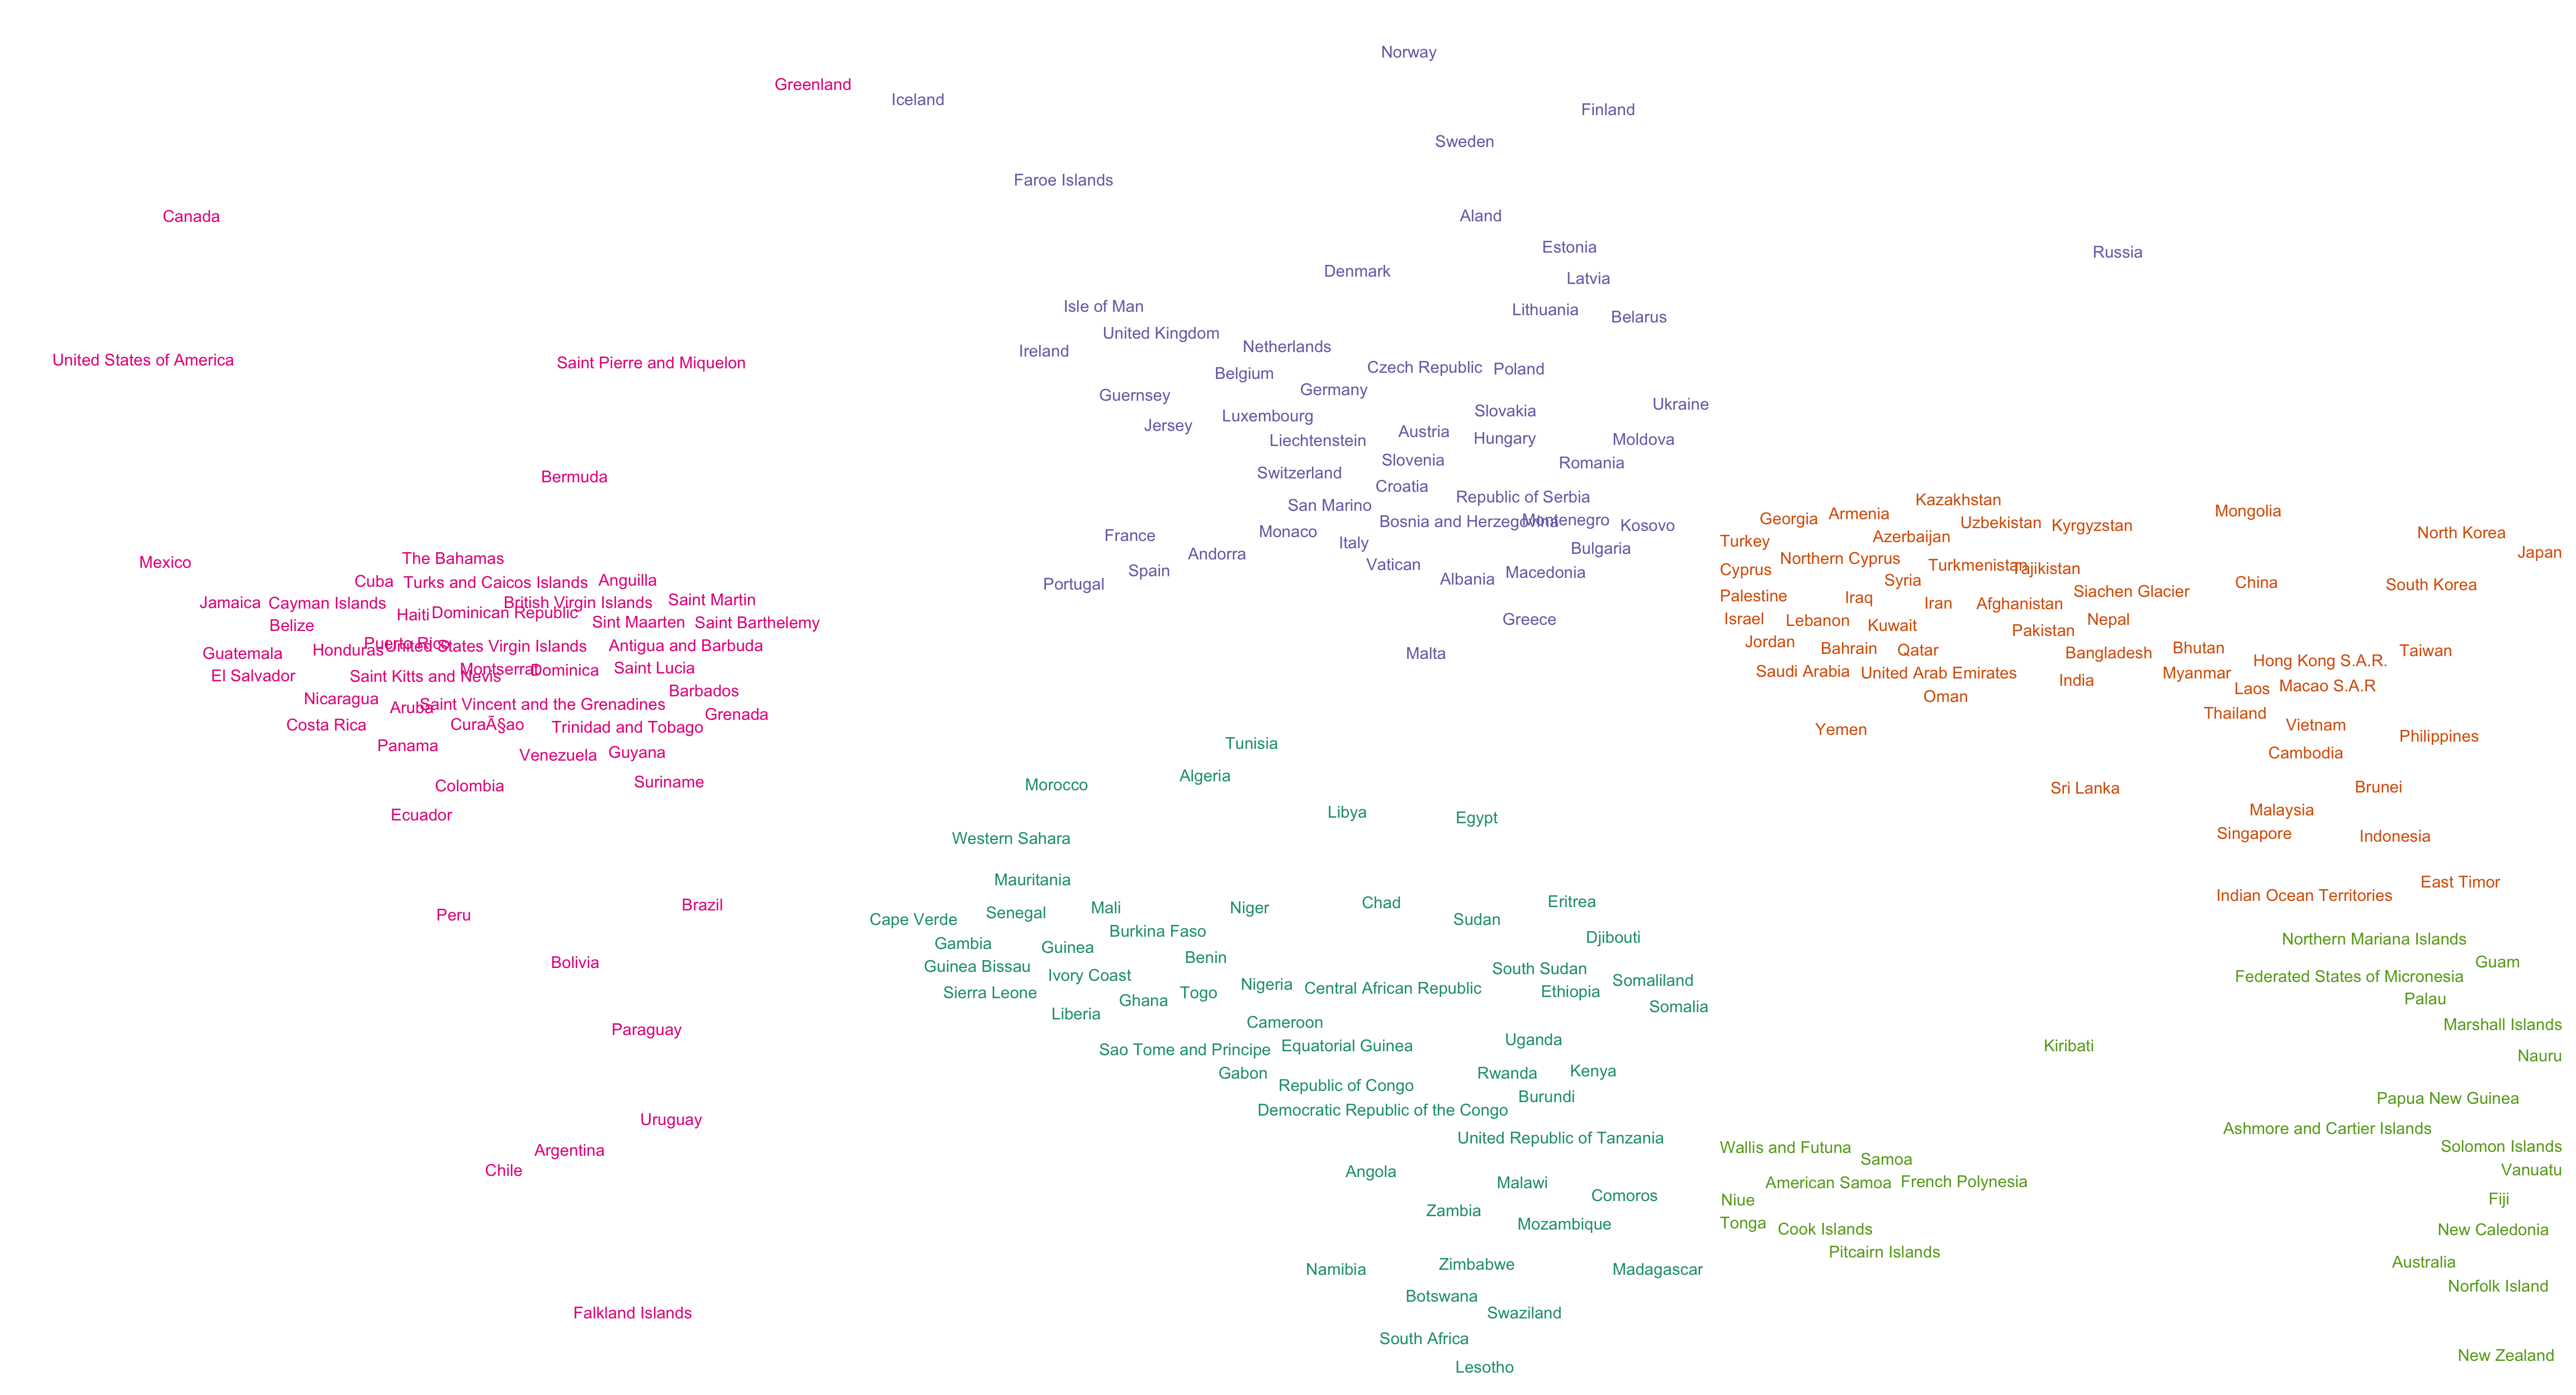 Norway
Greenland
Iceland
Finland
Sweden
Faroe Islands
Canada
Aland
Estonia
Russia
Denmark
Latvia
Isle of Man
Lithuania
Belarus
United Kingdom
Netherlands
Ireland
United States of America
Saint Pierre and Miquelon
Czech Republic
Poland
Belgium
Germany
Guernsey
Ukraine
Slovakia
Luxembourg
Jersey
Austria
Hungary
Moldova
Liechtenstein
Slovenia
Romania
Switzerland
Bermuda
Croatia
Republic of Serbia
Kazakhstan
San Marino
Mongolia
Armenia
Georgia
Bosnia and Herzegovina
Montenegro
Kosovo
Uzbekistan
Kyrgyzstan
Monaco
North Korea
France
Azerbaijan
Turkey
Italy
Bulgaria
Japan
Andorra
The Bahamas
Northern Cyprus
Mexico
Vatican
Turkmenistan
Tajikistan
Cyprus
Spain
Macedonia
Albania
Syria
Anguilla
Cuba
Turks and Caicos Islands
China
Portugal
South Korea
Siachen Glacier
Palestine
Iraq
Saint Martin
Jamaica
Cayman Islands
British Virgin Islands
Iran
Afghanistan
Dominican Republic
Haiti
Israel
Greece
Lebanon
Nepal
Sint Maarten
Saint Barthelemy
Belize
Kuwait
Pakistan
Jordan
Puerto Rico
United States Virgin Islands
Antigua and Barbuda
Bahrain
Qatar
Bhutan
Honduras
Taiwan
Guatemala
Malta
Bangladesh
Hong Kong S.A.R.
Saint Lucia
Montserrat
Dominica
Saudi Arabia
United Arab Emirates
Myanmar
El Salvador
Saint Kitts and Nevis
India
Macao S.A.R
Laos
Barbados
Oman
Nicaragua
Saint Vincent and the Grenadines
Aruba
Thailand
Grenada
Costa Rica
CuraÃ§ao
Vietnam
Trinidad and Tobago
Yemen
Philippines
Tunisia
Panama
Guyana
Cambodia
Venezuela
Algeria
Suriname
Morocco
Colombia
Brunei
Sri Lanka
Malaysia
Libya
Ecuador
Egypt
Singapore
Indonesia
Western Sahara
Mauritania
East Timor
Indian Ocean Territories
Eritrea
Chad
Brazil
Mali
Niger
Senegal
Peru
Cape Verde
Sudan
Burkina Faso
Djibouti
Northern Mariana Islands
Gambia
Guinea
Benin
Bolivia
Guam
Guinea Bissau
South Sudan
Ivory Coast
Federated States of Micronesia
Somaliland
Nigeria
Central African Republic
Ethiopia
Sierra Leone
Togo
Palau
Ghana
Somalia
Liberia
Cameroon
Marshall Islands
Paraguay
Uganda
Equatorial Guinea
Kiribati
Sao Tome and Principe
Nauru
Kenya
Gabon
Rwanda
Republic of Congo
Burundi
Papua New Guinea
Democratic Republic of the Congo
Uruguay
Ashmore and Cartier Islands
United Republic of Tanzania
Solomon Islands
Wallis and Futuna
Argentina
Samoa
Chile
Vanuatu
Angola
French Polynesia
American Samoa
Malawi
Comoros
Fiji
Niue
Zambia
Tonga
Mozambique
Cook Islands
New Caledonia
Pitcairn Islands
Australia
Zimbabwe
Namibia
Madagascar
Norfolk Island
Botswana
Falkland Islands
Swaziland
South Africa
New Zealand
Lesotho